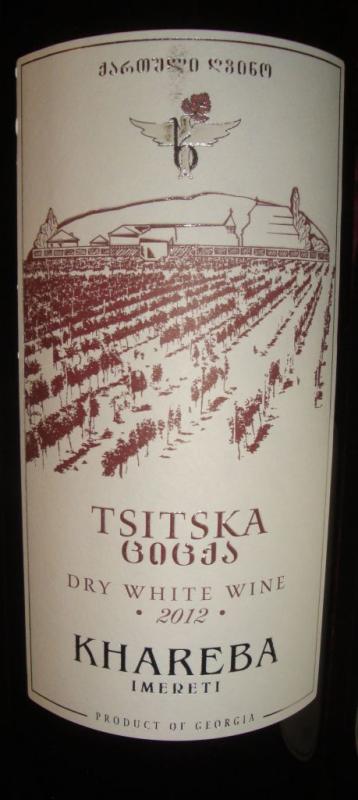 ქართული ღვინო
TSITSKA
ციცქა
DRY WHITE WINE
• 2012 •
KHAREBA
IMERETI
PRODUCT OF GEORGIA